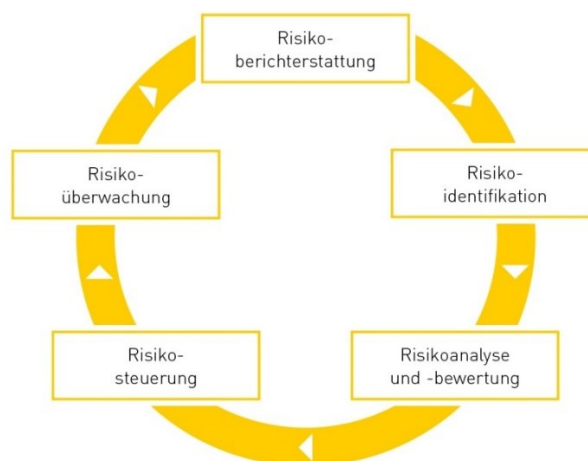 Risiko-
berichterstattung
Risiko-
identifikation
Risikoanalyse
und -bewertung
Risiko-
steuerung
Risiko-
überwachung